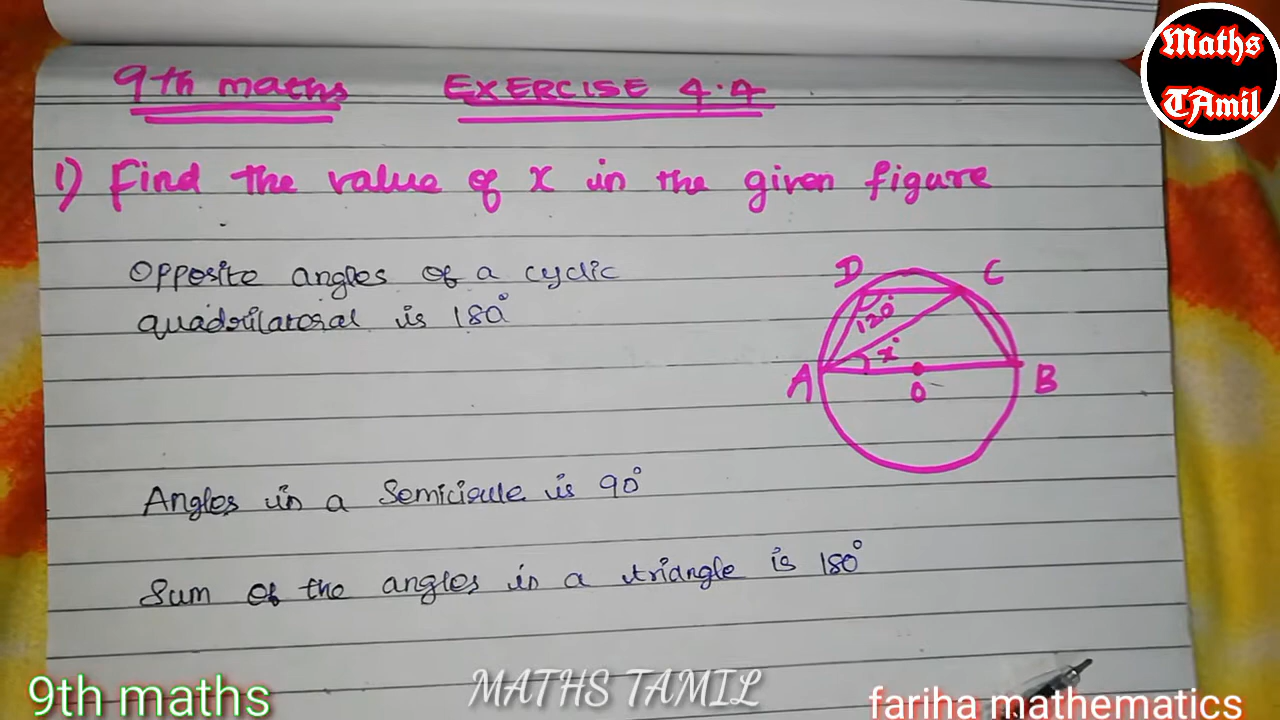 Maths
TAmil
9th maths EXERCISE 4.4
1) Find the value of x in the given figure
Opposite angles of a cyclic
quadrilateral is 180°
D
C
120°
x°
A
B
O
Angles in a Semicicule is 90°
Sum of the angles in a triangle is 180°
9th maths
MATHS TAMIL
fariha mathematics